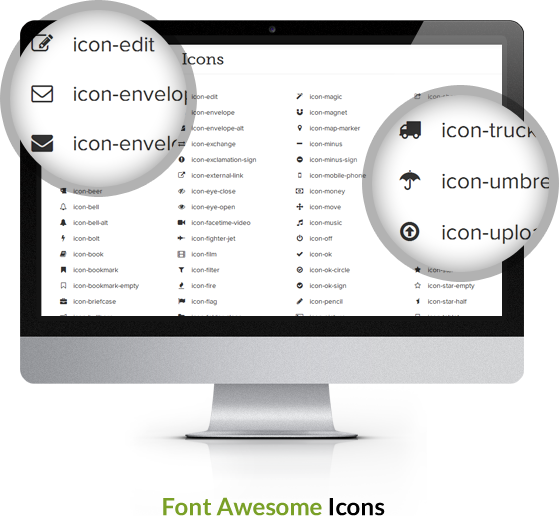 icon-edit
icon-envelo
icon-envelo
Icons
icon-edit
icon-envelope
icon-envelope-alt
icon-exchange
icon-exclamation-sign
icon-external-link
icon-eye-close
icon-eye-open
icon-facetime-video
icon-fighter-jet
icon-film
icon-filter
icon-fire
icon-flag
icon-magic
icon-magnet
icon-map-marker
icon-minus
icon-minus-sign
icon-mobile-phone
icon-money
icon-move
icon-music
icon-off
icon-ok
icon-ok-circle
icon-ok-sign
icon-pencil
icon-beer
icon-bell
icon-bell-alt
icon-bolt
icon-book
icon-bookmark
icon-bookmark-empty
icon-briefcase
icon-truck
icon-umbre
icon-uplo
icon-star-empty
icon-star-half
Font Awesome Icons